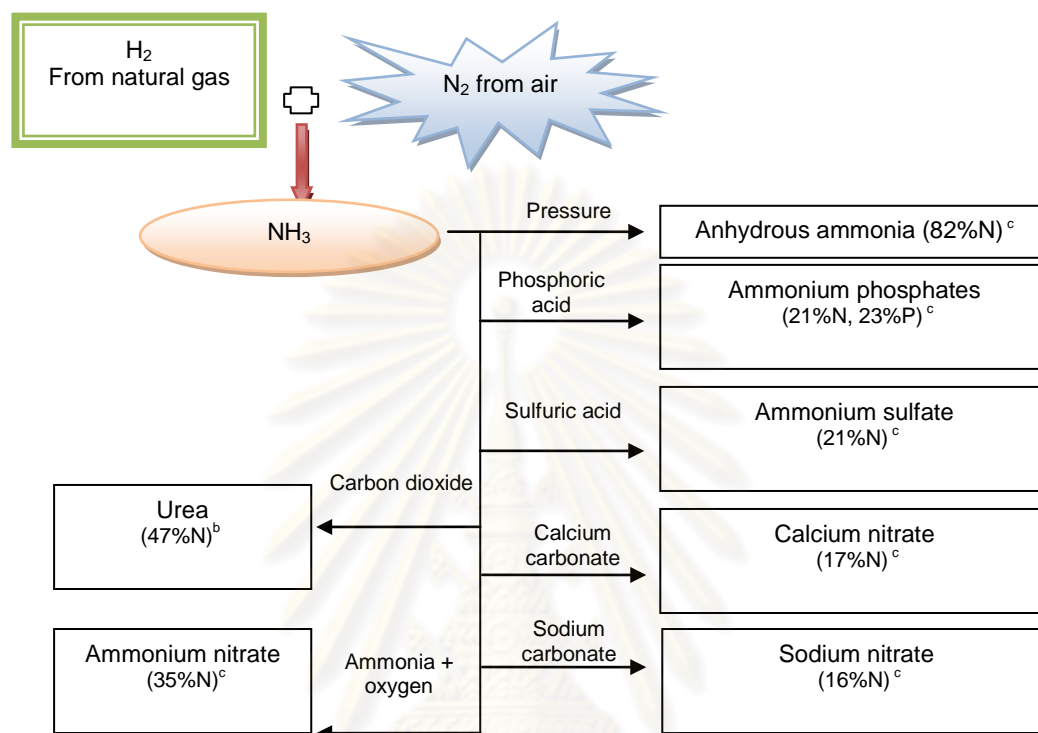 H₂
From natural gas
N₂ from air
NH₃
Pressure
Anhydrous ammonia (82%N) ᶜ
Phosphoric
acid
Ammonium phosphates
(21%N, 23%P) ᶜ
Sulfuric acid
Ammonium sulfate
(21%N) ᶜ
Carbon dioxide
Urea
(47%N)ᵇ
Calcium
carbonate
Calcium nitrate
(17%N) ᶜ
Ammonium nitrate
(35%N)ᶜ
Ammonia +
oxygen
Sodium
carbonate
Sodium nitrate
(16%N) ᶜ